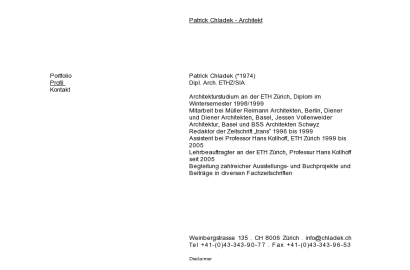 Patrick Chladek - Architekt
Portfolio
Profil
Kontakt
Patrick Chladek (*1974)
Dipl. Arch. ETHZ/SIA
Architekturstudium an der ETH Zürich, Diplom im
Wintersemester 1998/1999
Mitarbeit bei Müller Reimann Architekten, Berlin, Diener
und Diener Architekten, Basel, Jessen Vollenweider
Architektur, Basel und BSS Architekten Schwyz
Redaktor der Zeitschrift „trans“ 1996 bis 1999
Assistent bei Professor Hans Kollhoff, ETH Zürich 1999 bis
2005
Lehrbeauftragter an der ETH Zürich, Professor Hans Kollhoff
seit 2005
Begleitung zahlreicher Ausstellungs- und Buchprojekte und
Beiträge in diversen Fachzeitschriften
Weinbergstrasse 135 . CH 8006 Zürich . info@chladek.ch
Tel +41-(0)43-343-90-77 . Fax +41-(0)43-343-96-53
Disclaimer